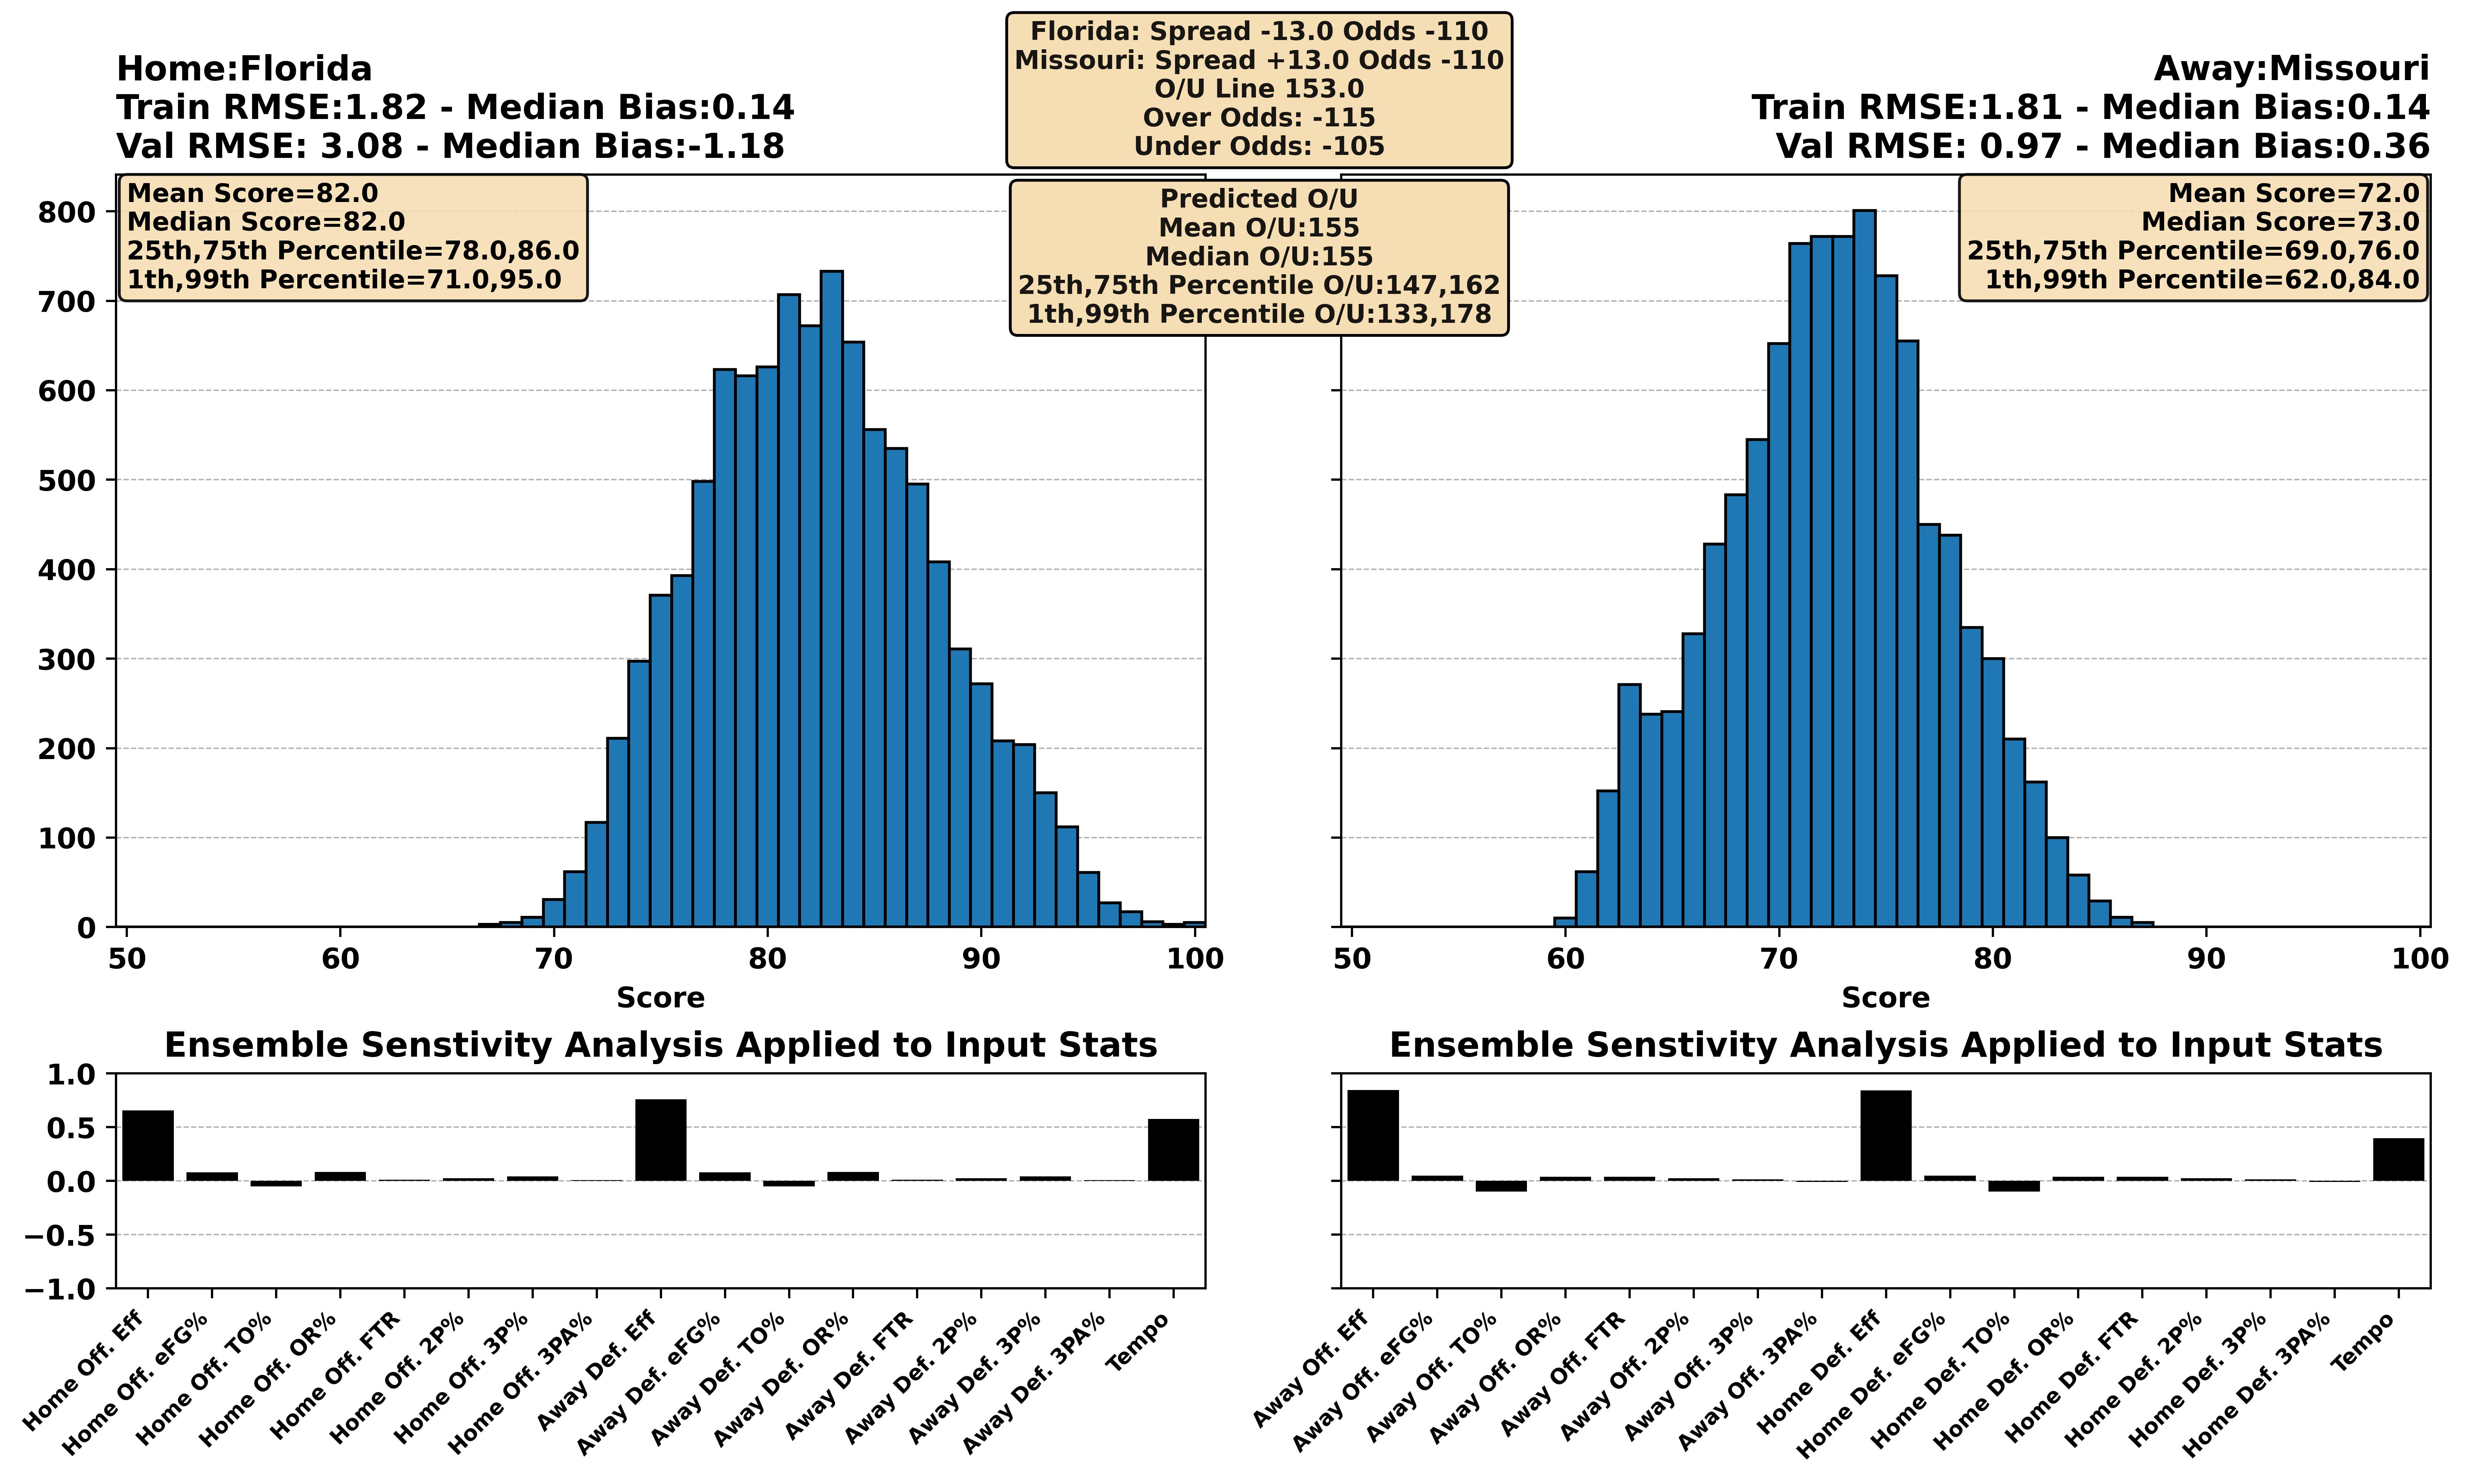 Florida: Spread -13.0 Odds -110
Missouri: Spread +13.0 Odds -110
O/U Line 153.0
Over Odds: -115
Under Odds: -105
Home:Florida
Train RMSE:1.82 - Median Bias:0.14
Val RMSE: 3.08 - Median Bias:-1.18
Away:Missouri
Train RMSE:1.81 - Median Bias:0.14
Val RMSE: 0.97 - Median Bias:0.36
Mean Score=82.0
Median Score=82.0
25th,75th Percentile=78.0,86.0
1th,99th Percentile=71.0,95.0
Predicted O/U
Mean O/U:155
Median O/U:155
25th,75th Percentile O/U:147,162
1th,99th Percentile O/U:133,178
Mean Score=72.0
Median Score=73.0
25th,75th Percentile=69.0,76.0
1th,99th Percentile=62.0,84.0
800
700
600
500
400
300
200
100
0
50 60 70 80 90 100
Score
50 60 70 80 90 100
Score
Ensemble Senstivity Analysis Applied to Input Stats
1.0
0.5
0.0
−0.5
−1.0
Home Off. Eff
Home Off. eFG%
Home Off. TO%
Home Off. OR%
Home Off. FTR
Home Off. 2P%
Home Off. 3P%
Home Off. 3PA%
Away Def. Eff
Away Def. eFG%
Away Def. TO%
Away Def. OR%
Away Def. FTR
Away Def. 2P%
Away Def. 3P%
Away Def. 3PA%
Tempo
Ensemble Senstivity Analysis Applied to Input Stats
Away Off. Eff
Away Off. eFG%
Away Off. TO%
Away Off. OR%
Away Off. FTR
Away Off. 2P%
Away Off. 3P%
Away Off. 3PA%
Home Def. Eff
Home Def. eFG%
Home Def. TO%
Home Def. OR%
Home Def. FTR
Home Def. 2P%
Home Def. 3P%
Home Def. 3PA%
Tempo